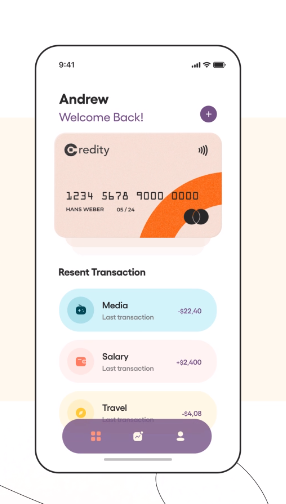 9:41
Andrew
Welcome Back!
Credity
1234 5678 9000 0000
HANS WEBER 05 / 24
Resent Transaction
Media
Last transaction
-$22,40
Salary
Last transaction
+$2,400
Travel
Last transaction
-$4,08